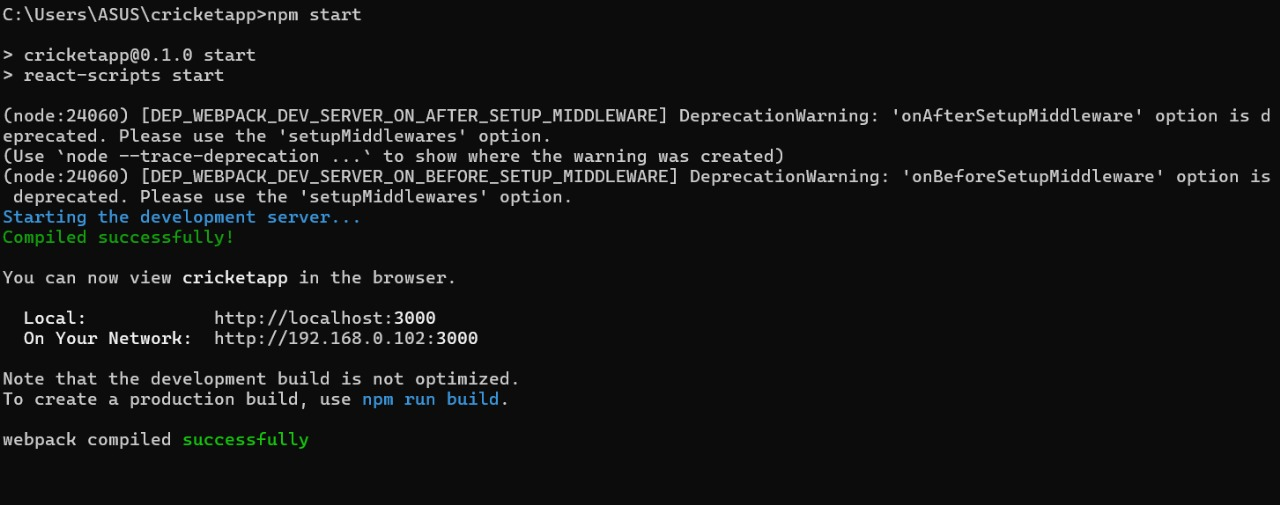 C:\Users\ASUS\cricketapp>npm start
> cricketapp@0.1.0 start
> react-scripts start
(node:24060) [DEP_WEBPACK_DEV_SERVER_ON_AFTER_SETUP_MIDDLEWARE] DeprecationWarning: 'onAfterSetupMiddleware' option is d
eprecated. Please use the 'setupMiddlewares' option.
(Use `node --trace-deprecation ...` to show where the warning was created)
(node:24060) [DEP_WEBPACK_DEV_SERVER_ON_BEFORE_SETUP_MIDDLEWARE] DeprecationWarning: 'onBeforeSetupMiddleware' option is
 deprecated. Please use the 'setupMiddlewares' option.
Starting the development server...
Compiled successfully!
You can now view cricketapp in the browser.
  Local:            http://localhost:3000
  On Your Network:  http://192.168.0.102:3000
Note that the development build is not optimized.
To create a production build, use npm run build.
webpack compiled successfully